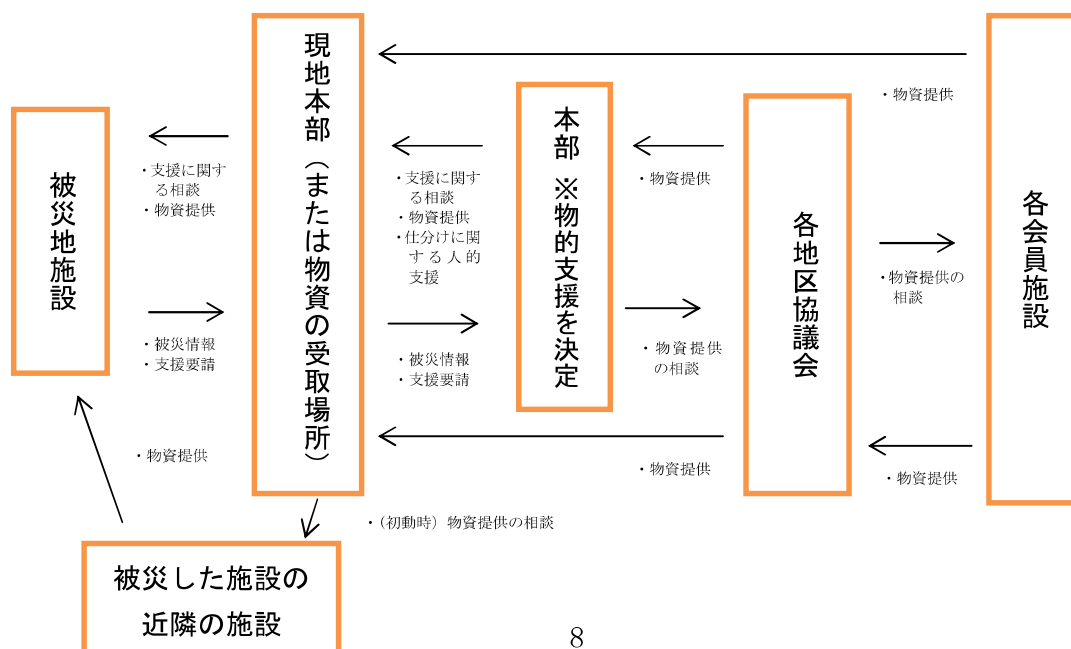 被災地施設
・支援に関す
る相談
・物資提供
・被災情報
・支援要請
・物資提供
現地本部（または物資の受取場所）
・支援に関す
る相談
・物資提供
・仕分けに関
する人的
支援
・被災情報
・支援要請
・（初動時）物資提供の相談
本部 ※物的支援を決定
・物資提供
・物資提供
の相談
・物資提供
各地区協議会
・物資提供
・物資提供の
相談
・物資提供
各会員施設
被災した施設の
近隣の施設
8